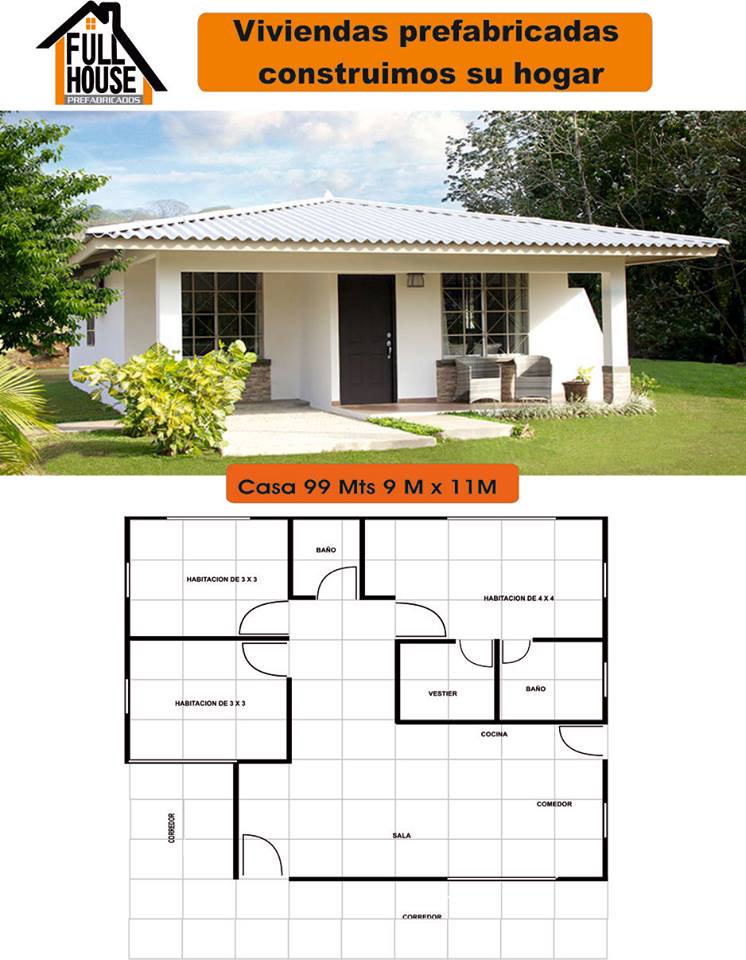 FULL
HOUSE
PREFABRICADOS
Viviendas prefabricadas
construimos su hogar
Casa 99 Mts 9 M x 11M
BAÑO
HABITACION DE 3 X 3
HABITACION DE 4 X 4
VESTIER
BAÑO
HABITACION DE 3 X 3
COCINA
COMEDOR
CORREDOR
SALA
CORREDOR